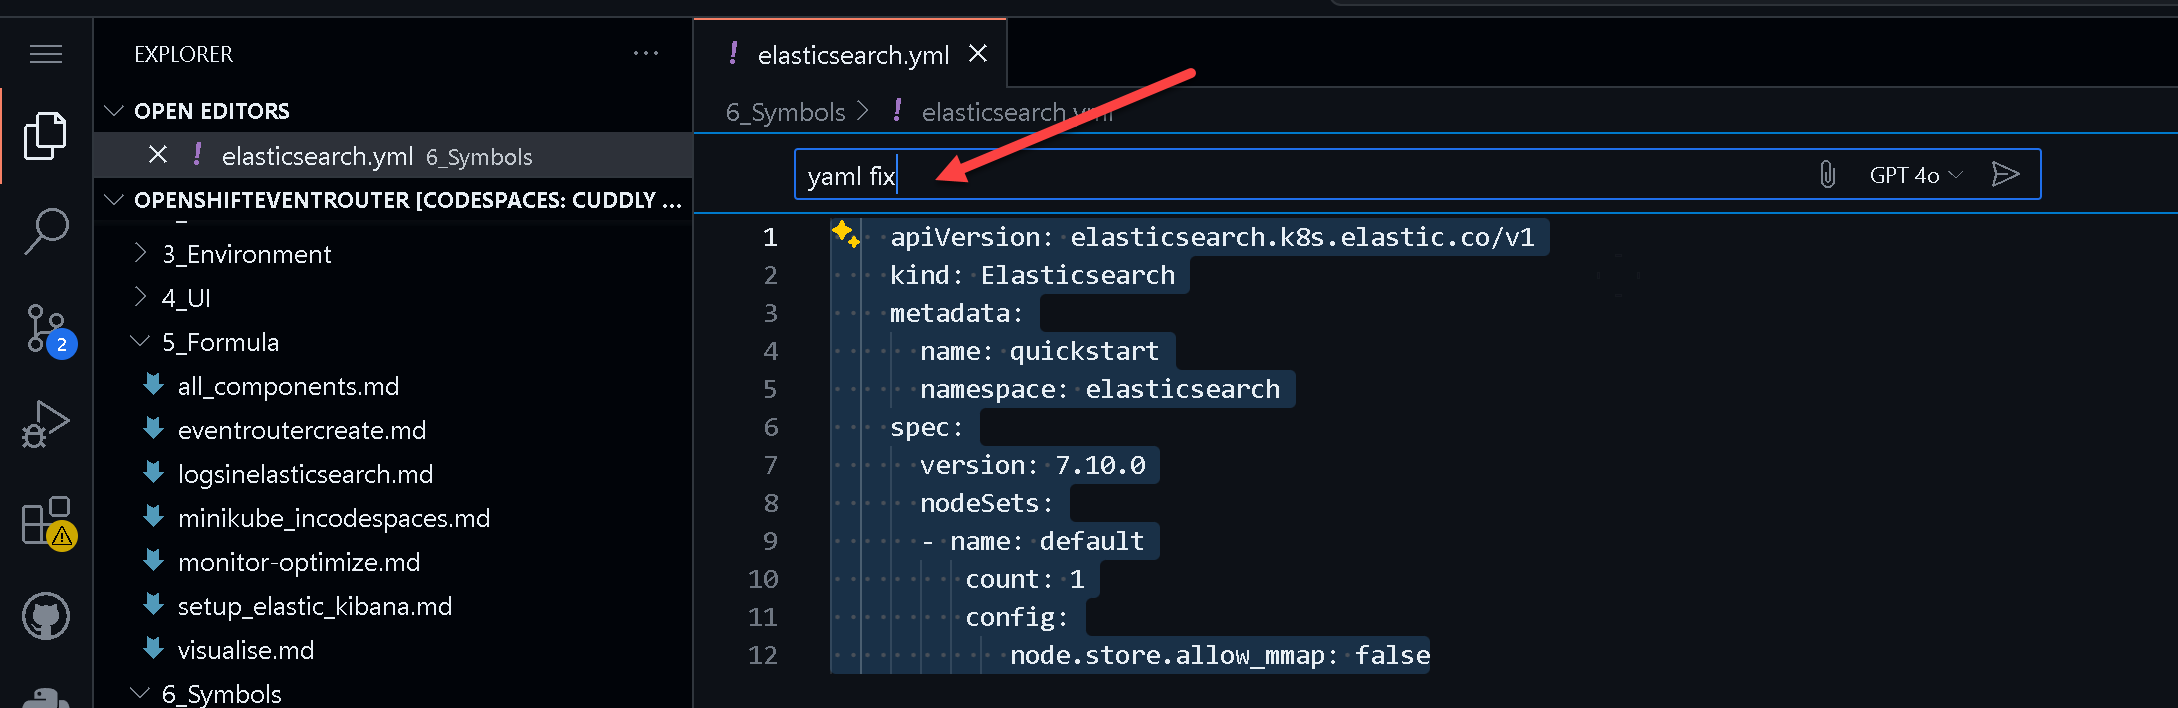 EXPLORER
OPEN EDITORS
elasticsearch.yml 6_Symbols
OPENSHIFTEVENTROUTER [CODESPACES: CUDDLY ...
3_Environment
4_UI
5_Formula
all_components.md
eventroutercreate.md
logsinelasticsearch.md
minikube_incodespaces.md
monitor-optimize.md
setup_elastic_kibana.md
visualise.md
6_Symbols
2
elasticsearch.yml
6_Symbols > elasticsearch.yml
yaml fix
GPT 4o
1 apiVersion: elasticsearch.k8s.elastic.co/v1
2 kind: Elasticsearch
3 metadata:
4 name: quickstart
5 namespace: elasticsearch
6 spec:
7 version: 7.10.0
8 nodeSets:
9 - name: default
10 count: 1
11 config:
12 node.store.allow_mmap: false